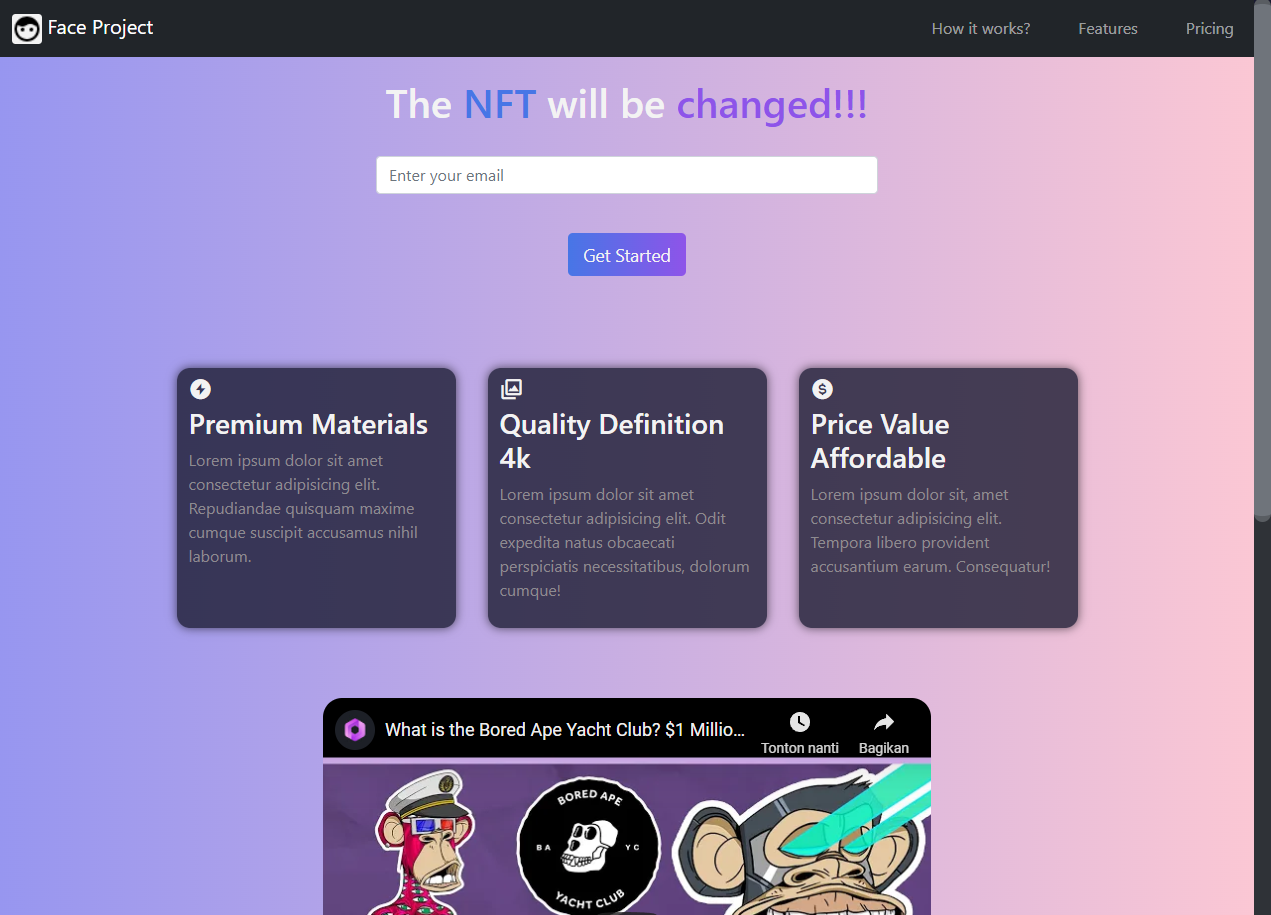 Face Project
How it works?
Features
Pricing
The NFT will be changed!!!
Enter your email
Get Started
Premium Materials
Lorem ipsum dolor sit amet
consectetur adipisicing elit.
Repudiandae quisquam maxime
cumque suscipit accusamus nihil
laborum.
Quality Definition
4k
Lorem ipsum dolor sit amet
consectetur adipisicing elit. Odit
expedita natus obcaecati
perspiciatis necessitatibus, dolorum
cumque!
Price Value
Affordable
Lorem ipsum dolor sit, amet
consectetur adipisicing elit.
Tempora libero provident
accusantium earum. Consequatur!
What is the Bored Ape Yacht Club? $1 Millio...
Tonton nanti
Bagikan
BORED APE
BA YC
YACHT CLUB